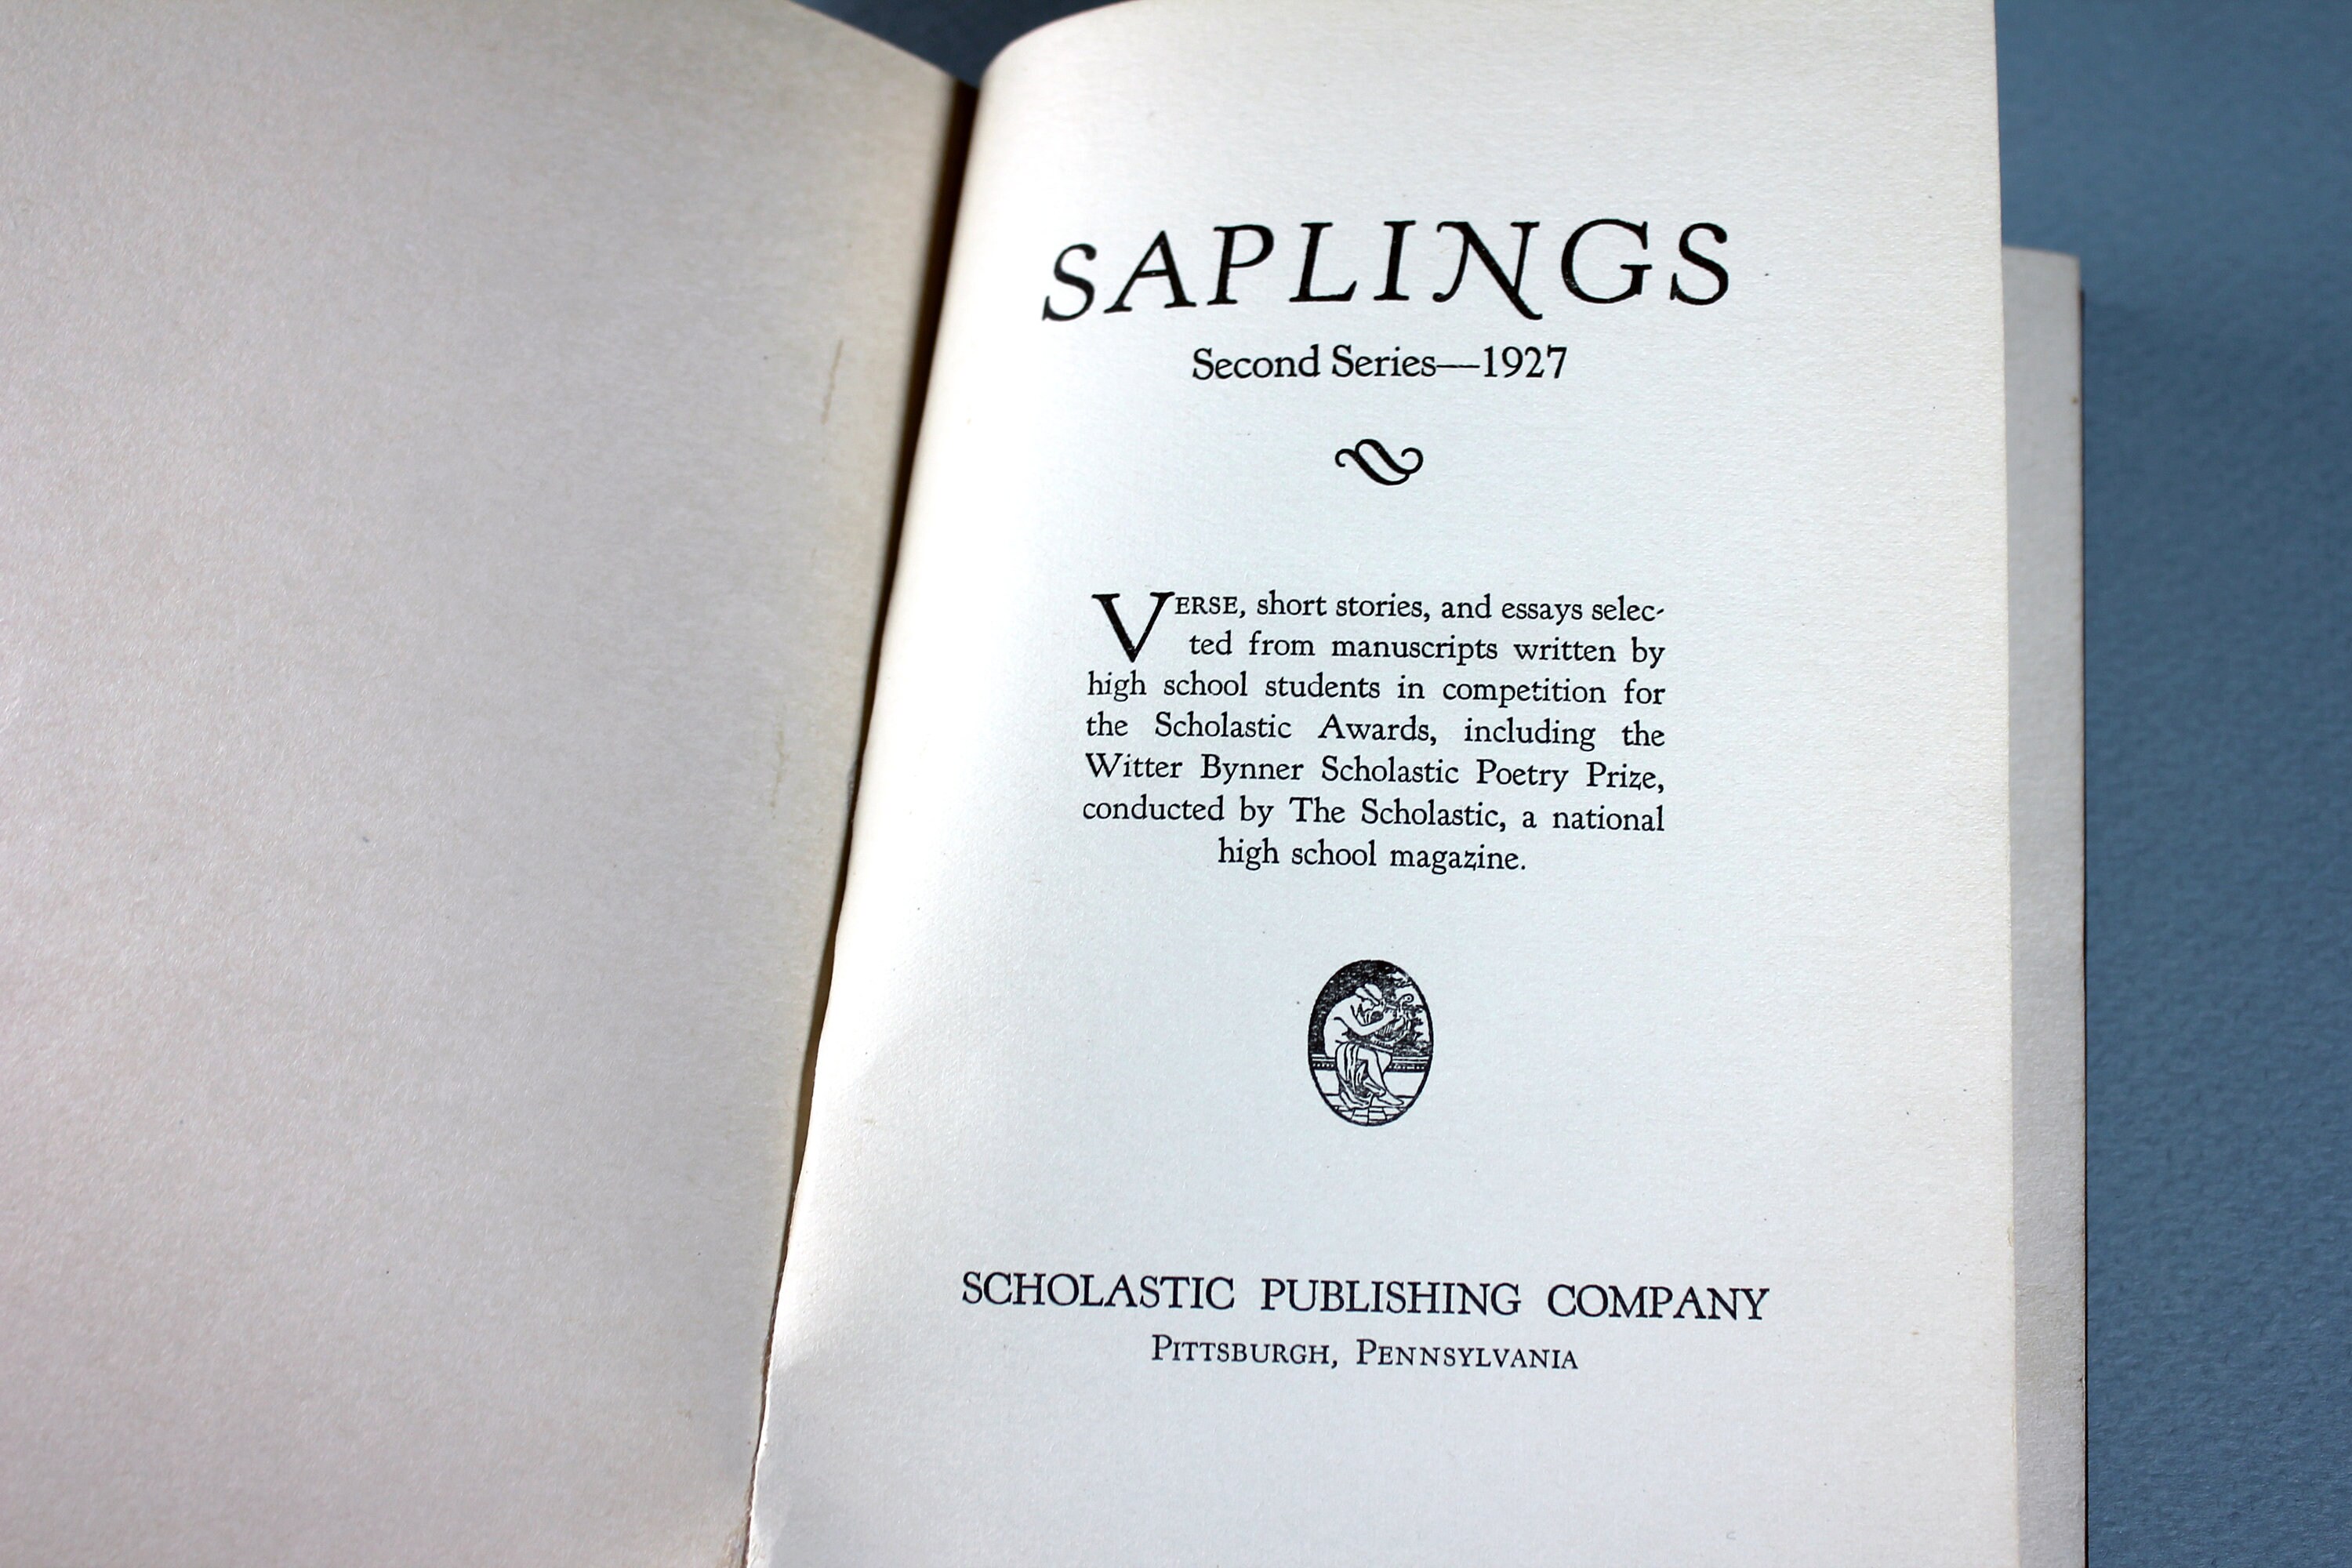 SAPLINGS
Second Series—1927
VERSE, short stories, and essays selec-
ted from manuscripts written by
high school students in competition for
the Scholastic Awards, including the
Witter Bynner Scholastic Poetry Prize,
conducted by The Scholastic, a national
high school magazine.
SCHOLASTIC PUBLISHING COMPANY
PITTSBURGH, PENNSYLVANIA